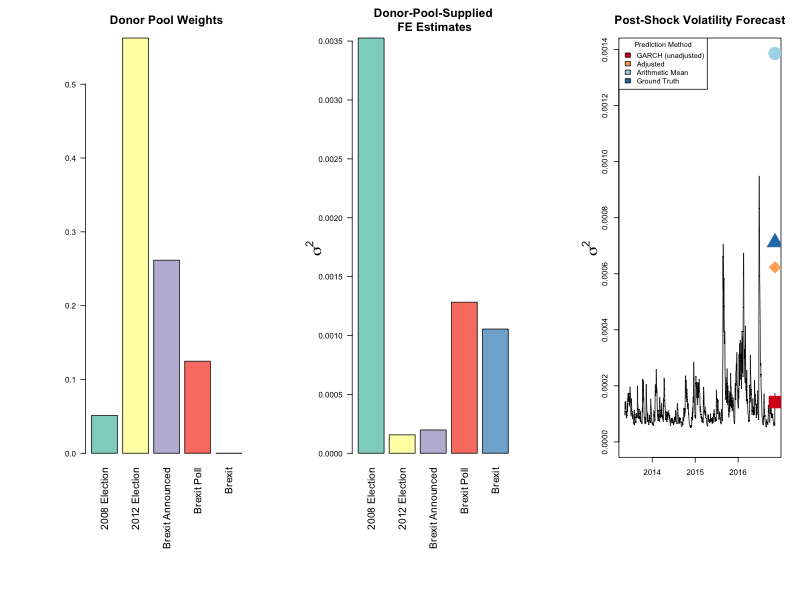 Donor Pool Weights
0.5
0.4
0.3
0.2
0.1
0.0
2008 Election
2012 Election
Brexit Announced
Brexit Poll
Brexit
Donor-Pool-Supplied
FE Estimates
σ²
0.0035
0.0030
0.0025
0.0020
0.0015
0.0010
0.0005
0.0000
2008 Election
2012 Election
Brexit Announced
Brexit Poll
Brexit
Post-Shock Volatility Forecast
σ²
0.0014
0.0012
0.0010
0.0008
0.0006
0.0004
0.0002
0.0000
Prediction Method
GARCH (unadjusted)
Adjusted
Arithmetic Mean
Ground Truth
2014
2015
2016